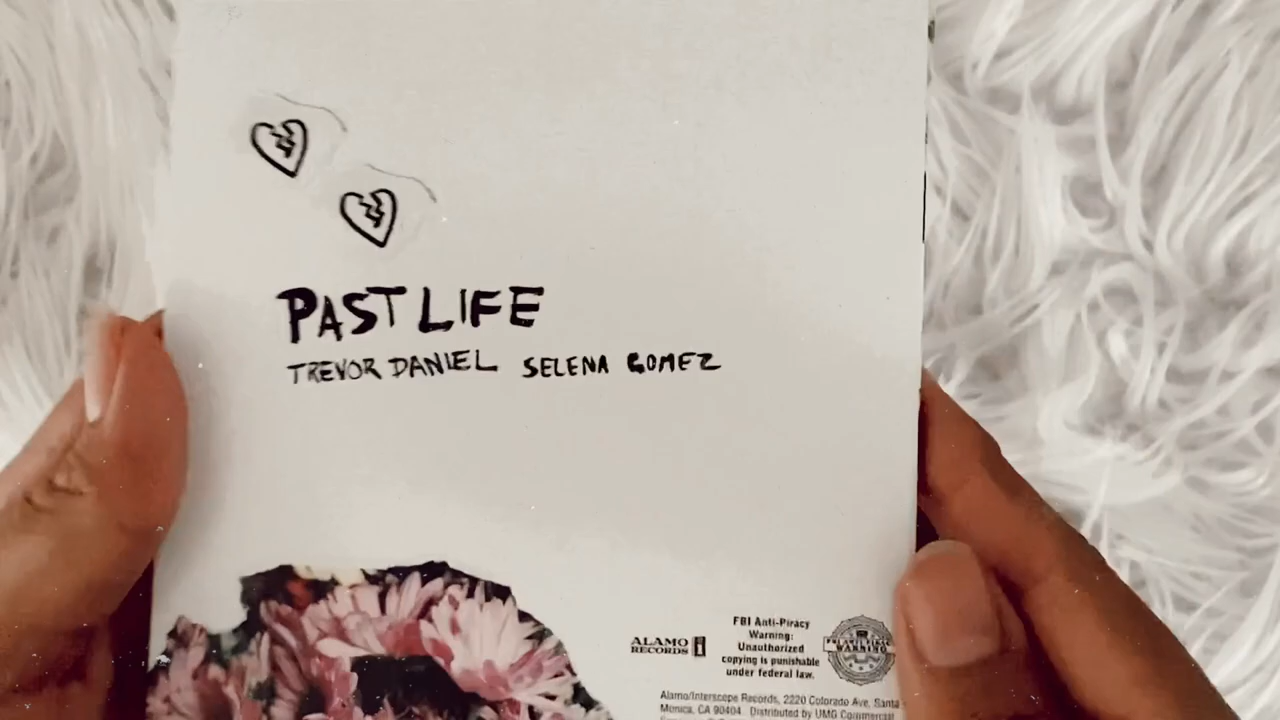 PAST LIFE
TREVOR DANIEL SELENA GOMEZ
ALAMO
RECORDS
FBI Anti-Piracy
Warning:
Unauthorized
copying is punishable
under federal law.
WARNING
Alamo/Interscope Records, 2220 Colorado Ave, Santa
Monica, CA 90404. Distributed by UMG Commercial